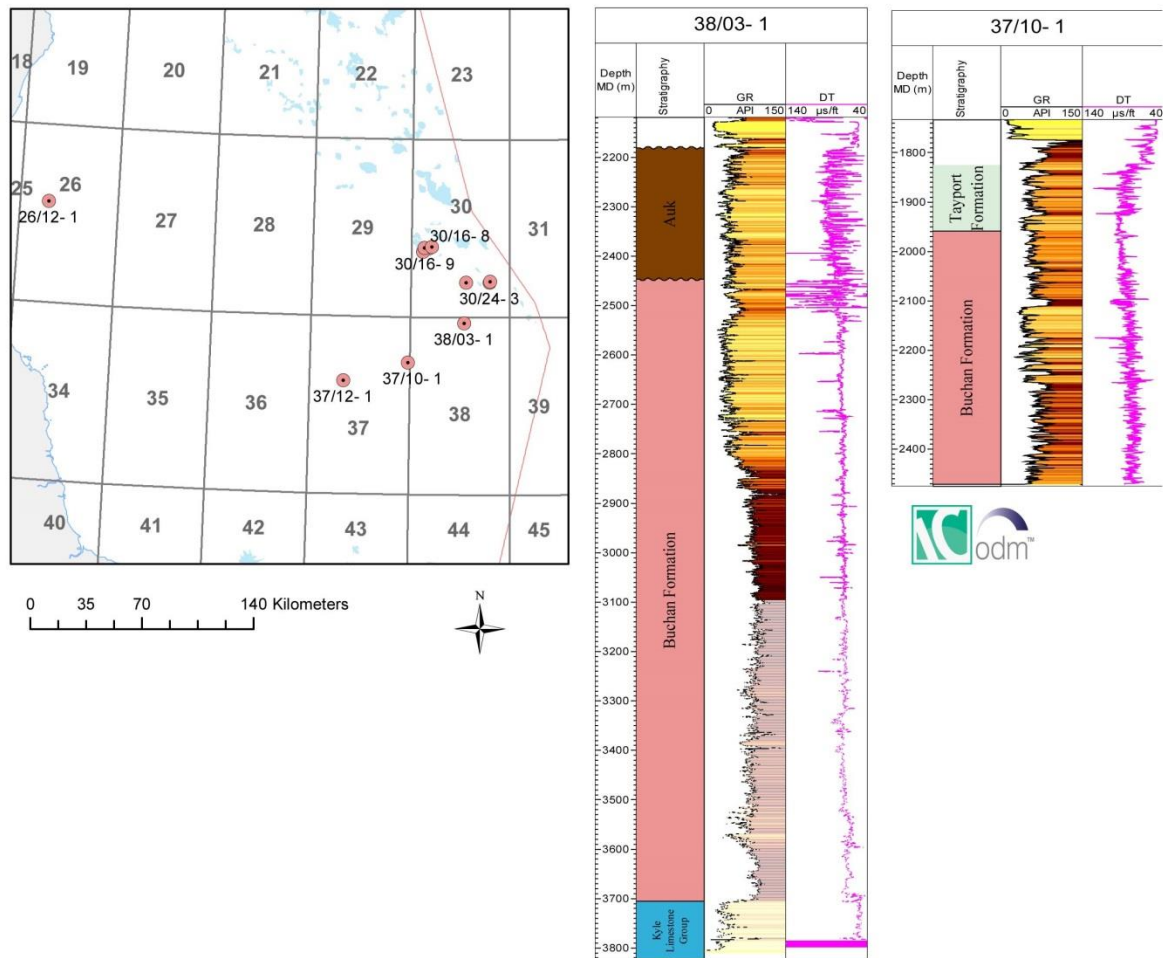 18
19
20
21
22
23
25
26
26/12- 1
27
28
29
30
31
30/16- 8
30/16- 9
30/24- 3
38/03- 1
37/10- 1
37/12- 1
34
35
36
37
38
39
40
41
42
43
44
45
0 35 70 140 Kilometers
N
38/03- 1
Depth
MD (m)
Stratigraphy
GR
0 API 150
DT
140 µs/ft 40
2200
2300
2400
2500
2600
2700
2800
2900
3000
3100
3200
3300
3400
3500
3600
3700
3800
Auk
Buchan Formation
Kyle
Limestone
Group
37/10- 1
Depth
MD (m)
Stratigraphy
GR
0 API 150
DT
140 µs/ft 40
1800
1900
2000
2100
2200
2300
2400
Tayport
Formation
Buchan Formation
odm™